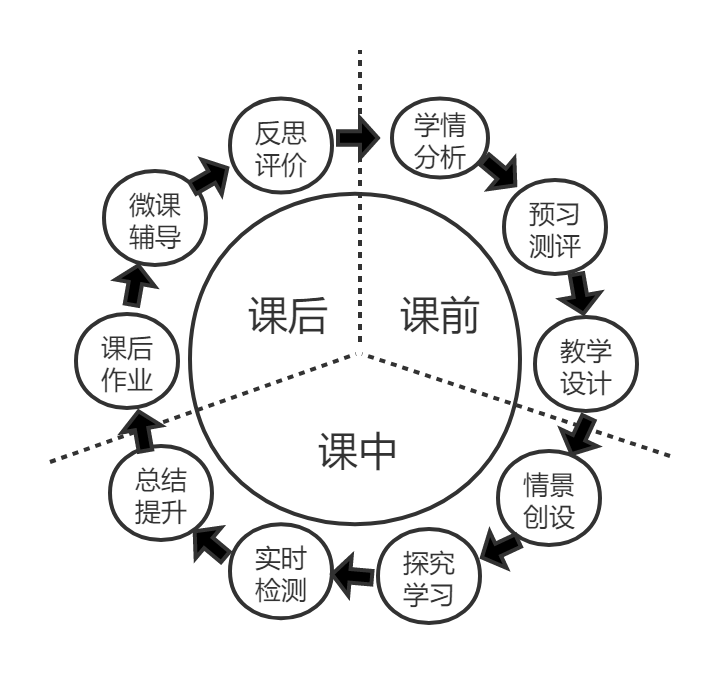 学情
分析
预习
测评
教学
设计
情景
创设
探究
学习
实时
检测
总结
提升
课后
作业
微课
辅导
反思
评价
课后
课前
课中